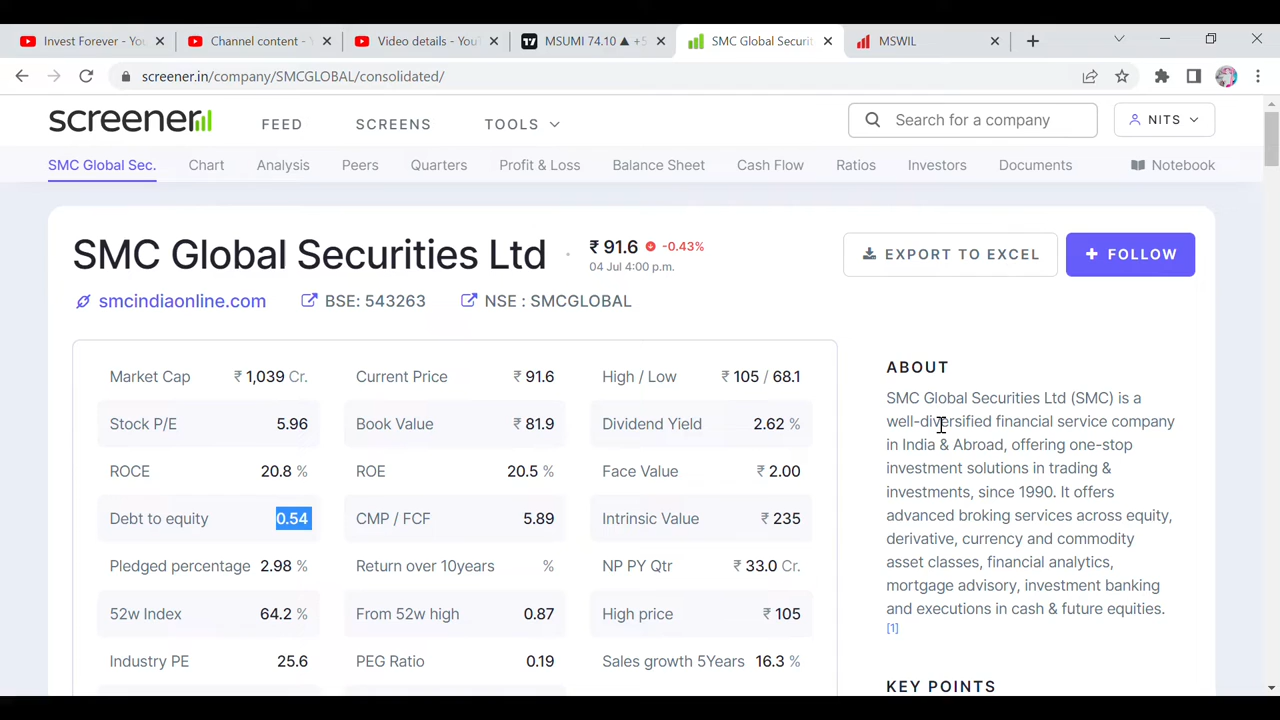 Invest Forever - You
Channel content - 
Video details - You
MSUMI 74.10 ▲ +5
SMC Global Securit
MSWIL
screener.in/company/SMCGLOBAL/consolidated/
screener
FEED
SCREENS
TOOLS
Search for a company
NITS
SMC Global Sec.
Chart
Analysis
Peers
Quarters
Profit & Loss
Balance Sheet
Cash Flow
Ratios
Investors
Documents
Notebook
SMC Global Securities Ltd
₹ 91.6 -0.43%
04 Jul 4:00 p.m.
EXPORT TO EXCEL
+ FOLLOW
smcindiaonline.com
BSE: 543263
NSE : SMCGLOBAL
Market Cap ₹ 1,039 Cr.
Current Price ₹ 91.6
High / Low ₹ 105 / 68.1
Stock P/E 5.96
Book Value ₹ 81.9
Dividend Yield 2.62 %
ROCE 20.8 %
ROE 20.5 %
Face Value ₹ 2.00
Debt to equity 0.54
CMP / FCF 5.89
Intrinsic Value ₹ 235
Pledged percentage 2.98 %
Return over 10years %
NP PY Qtr ₹ 33.0 Cr.
52w Index 64.2 %
From 52w high 0.87
High price ₹ 105
Industry PE 25.6
PEG Ratio 0.19
Sales growth 5Years 16.3 %
ABOUT
SMC Global Securities Ltd (SMC) is a
well-diversified financial service company
in India & Abroad, offering one-stop
investment solutions in trading &
investments, since 1990. It offers
advanced broking services across equity,
derivative, currency and commodity
asset classes, financial analytics,
mortgage advisory, investment banking
and executions in cash & future equities.
[1]
KEY POINTS